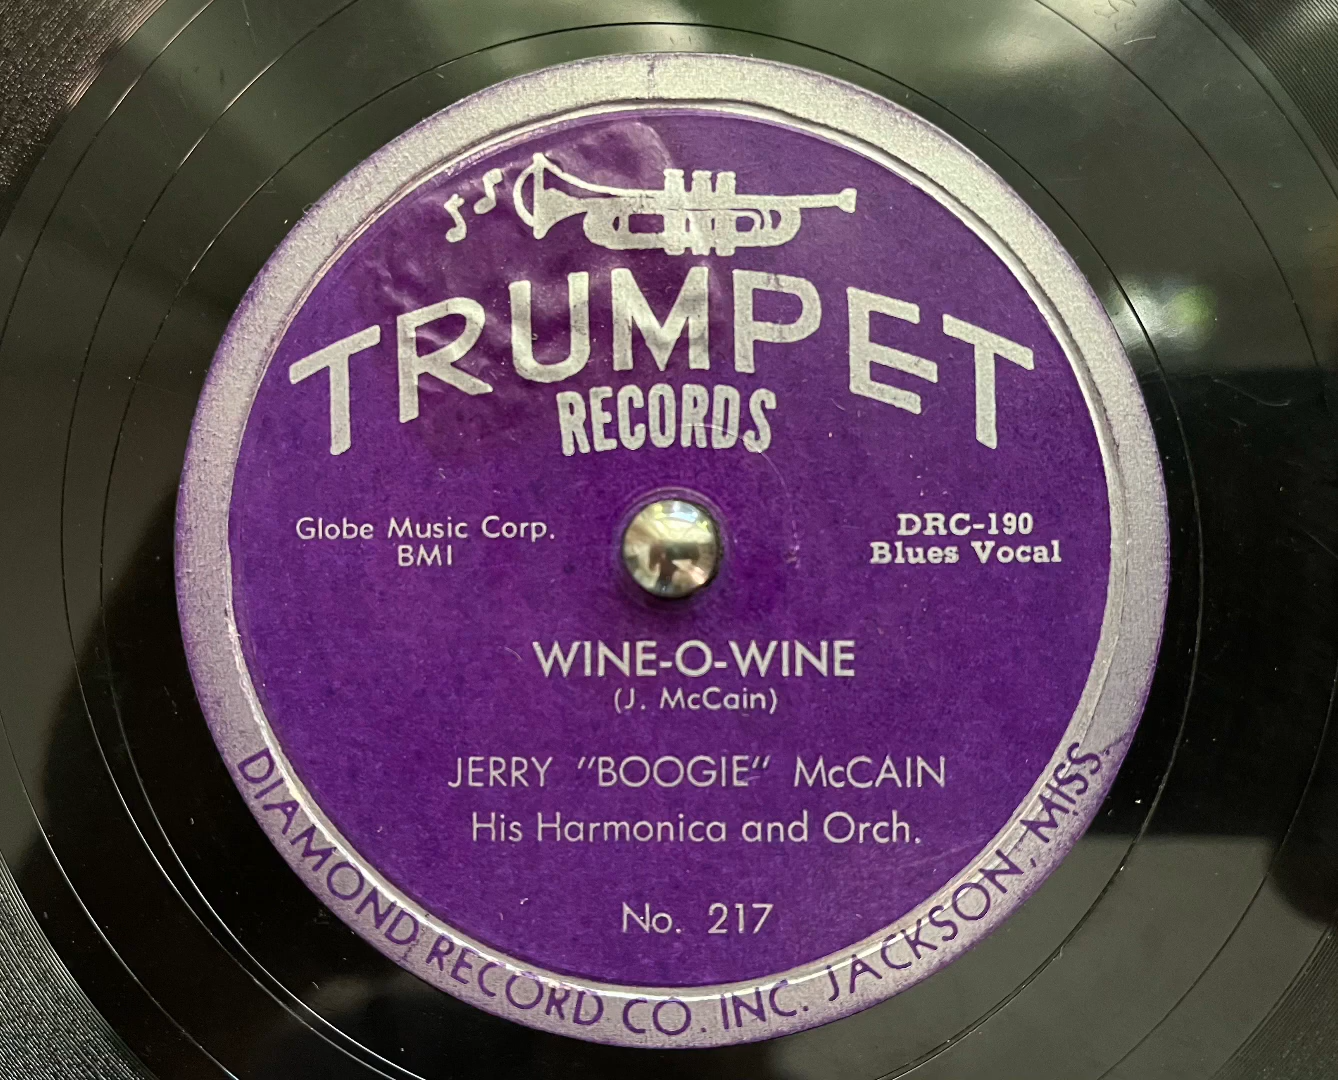 TRUMPET
RECORDS
Globe Music Corp.
BMI
DRC-190
Blues Vocal
WINE-O-WINE
(J. McCain)
JERRY "BOOGIE" McCAIN
His Harmonica and Orch.
No. 217
DIAMOND RECORD CO. INC. JACKSON, MISS.